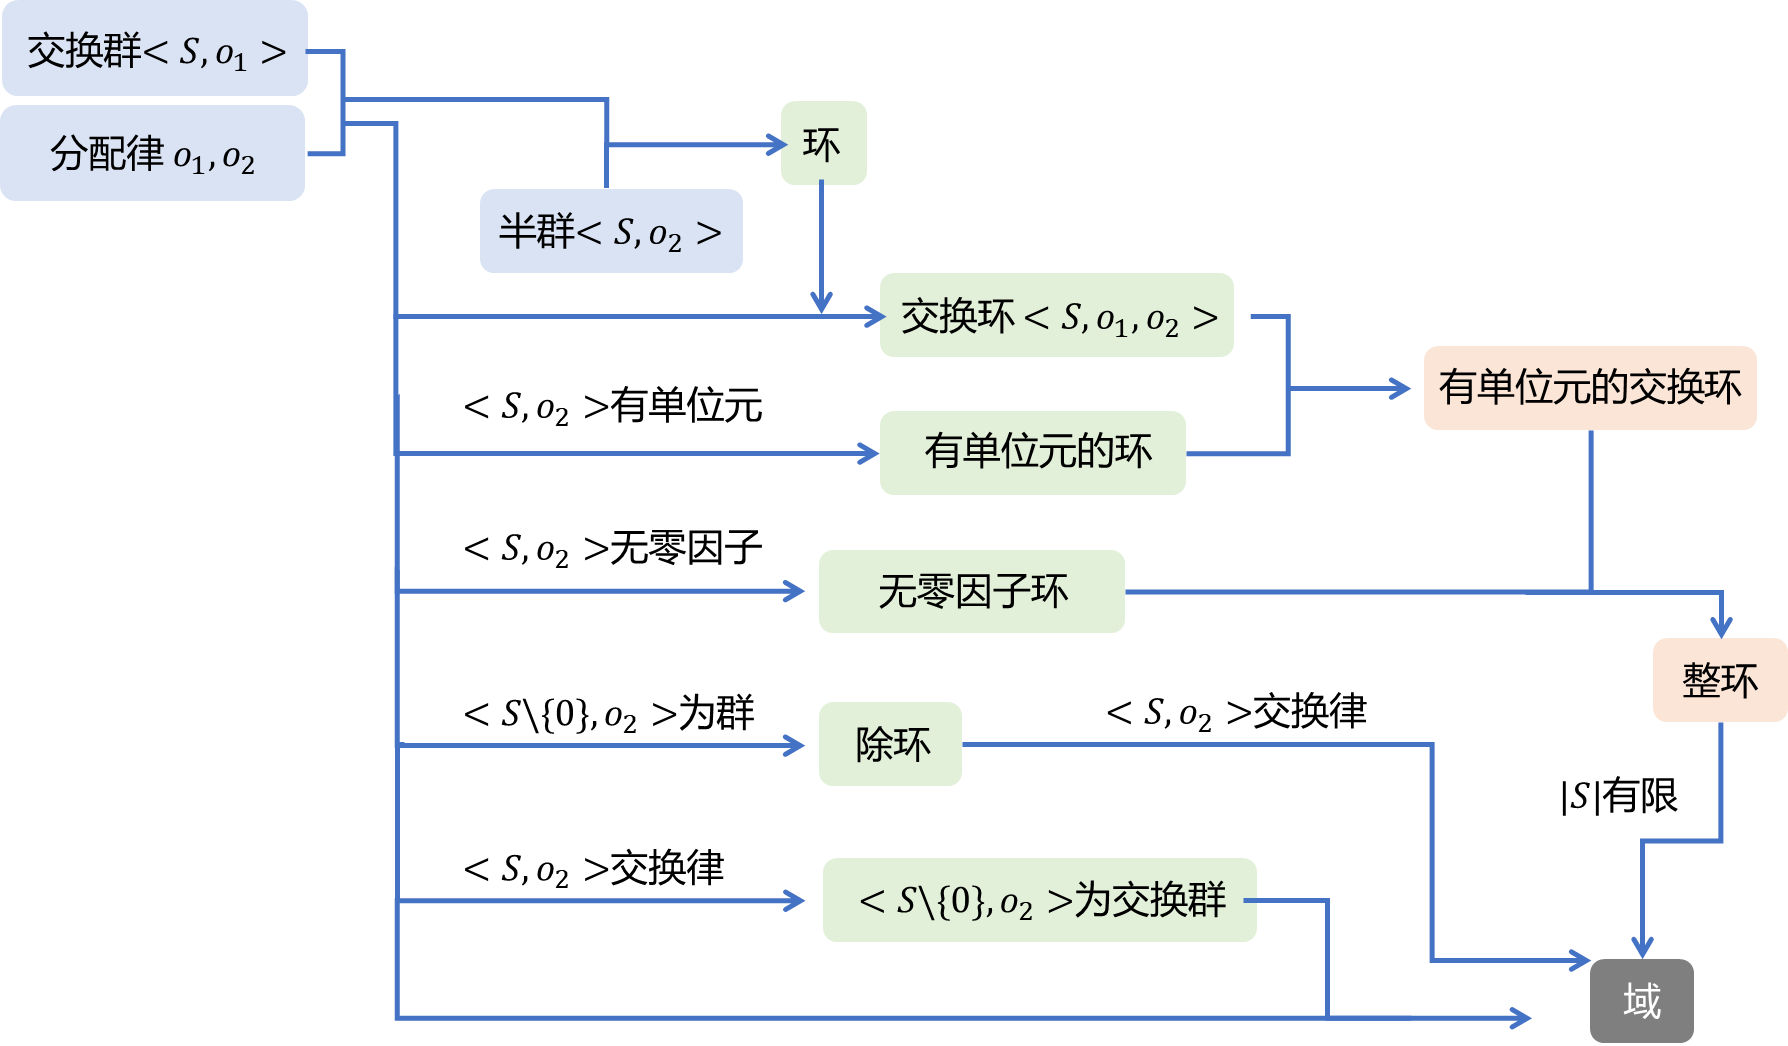 交换群< S, o₁ >
分配律 o₁, o₂
环
半群< S, o₂ >
交换环 < S, o₁, o₂ >
有单位元的交换环
< S, o₂ >有单位元
有单位元的环
< S, o₂ >无零因子
无零因子环
整环
< S\{0}, o₂ >为群
< S, o₂ >交换律
除环
|S|有限
< S, o₂ >交换律
< S\{0}, o₂ >为交换群
域